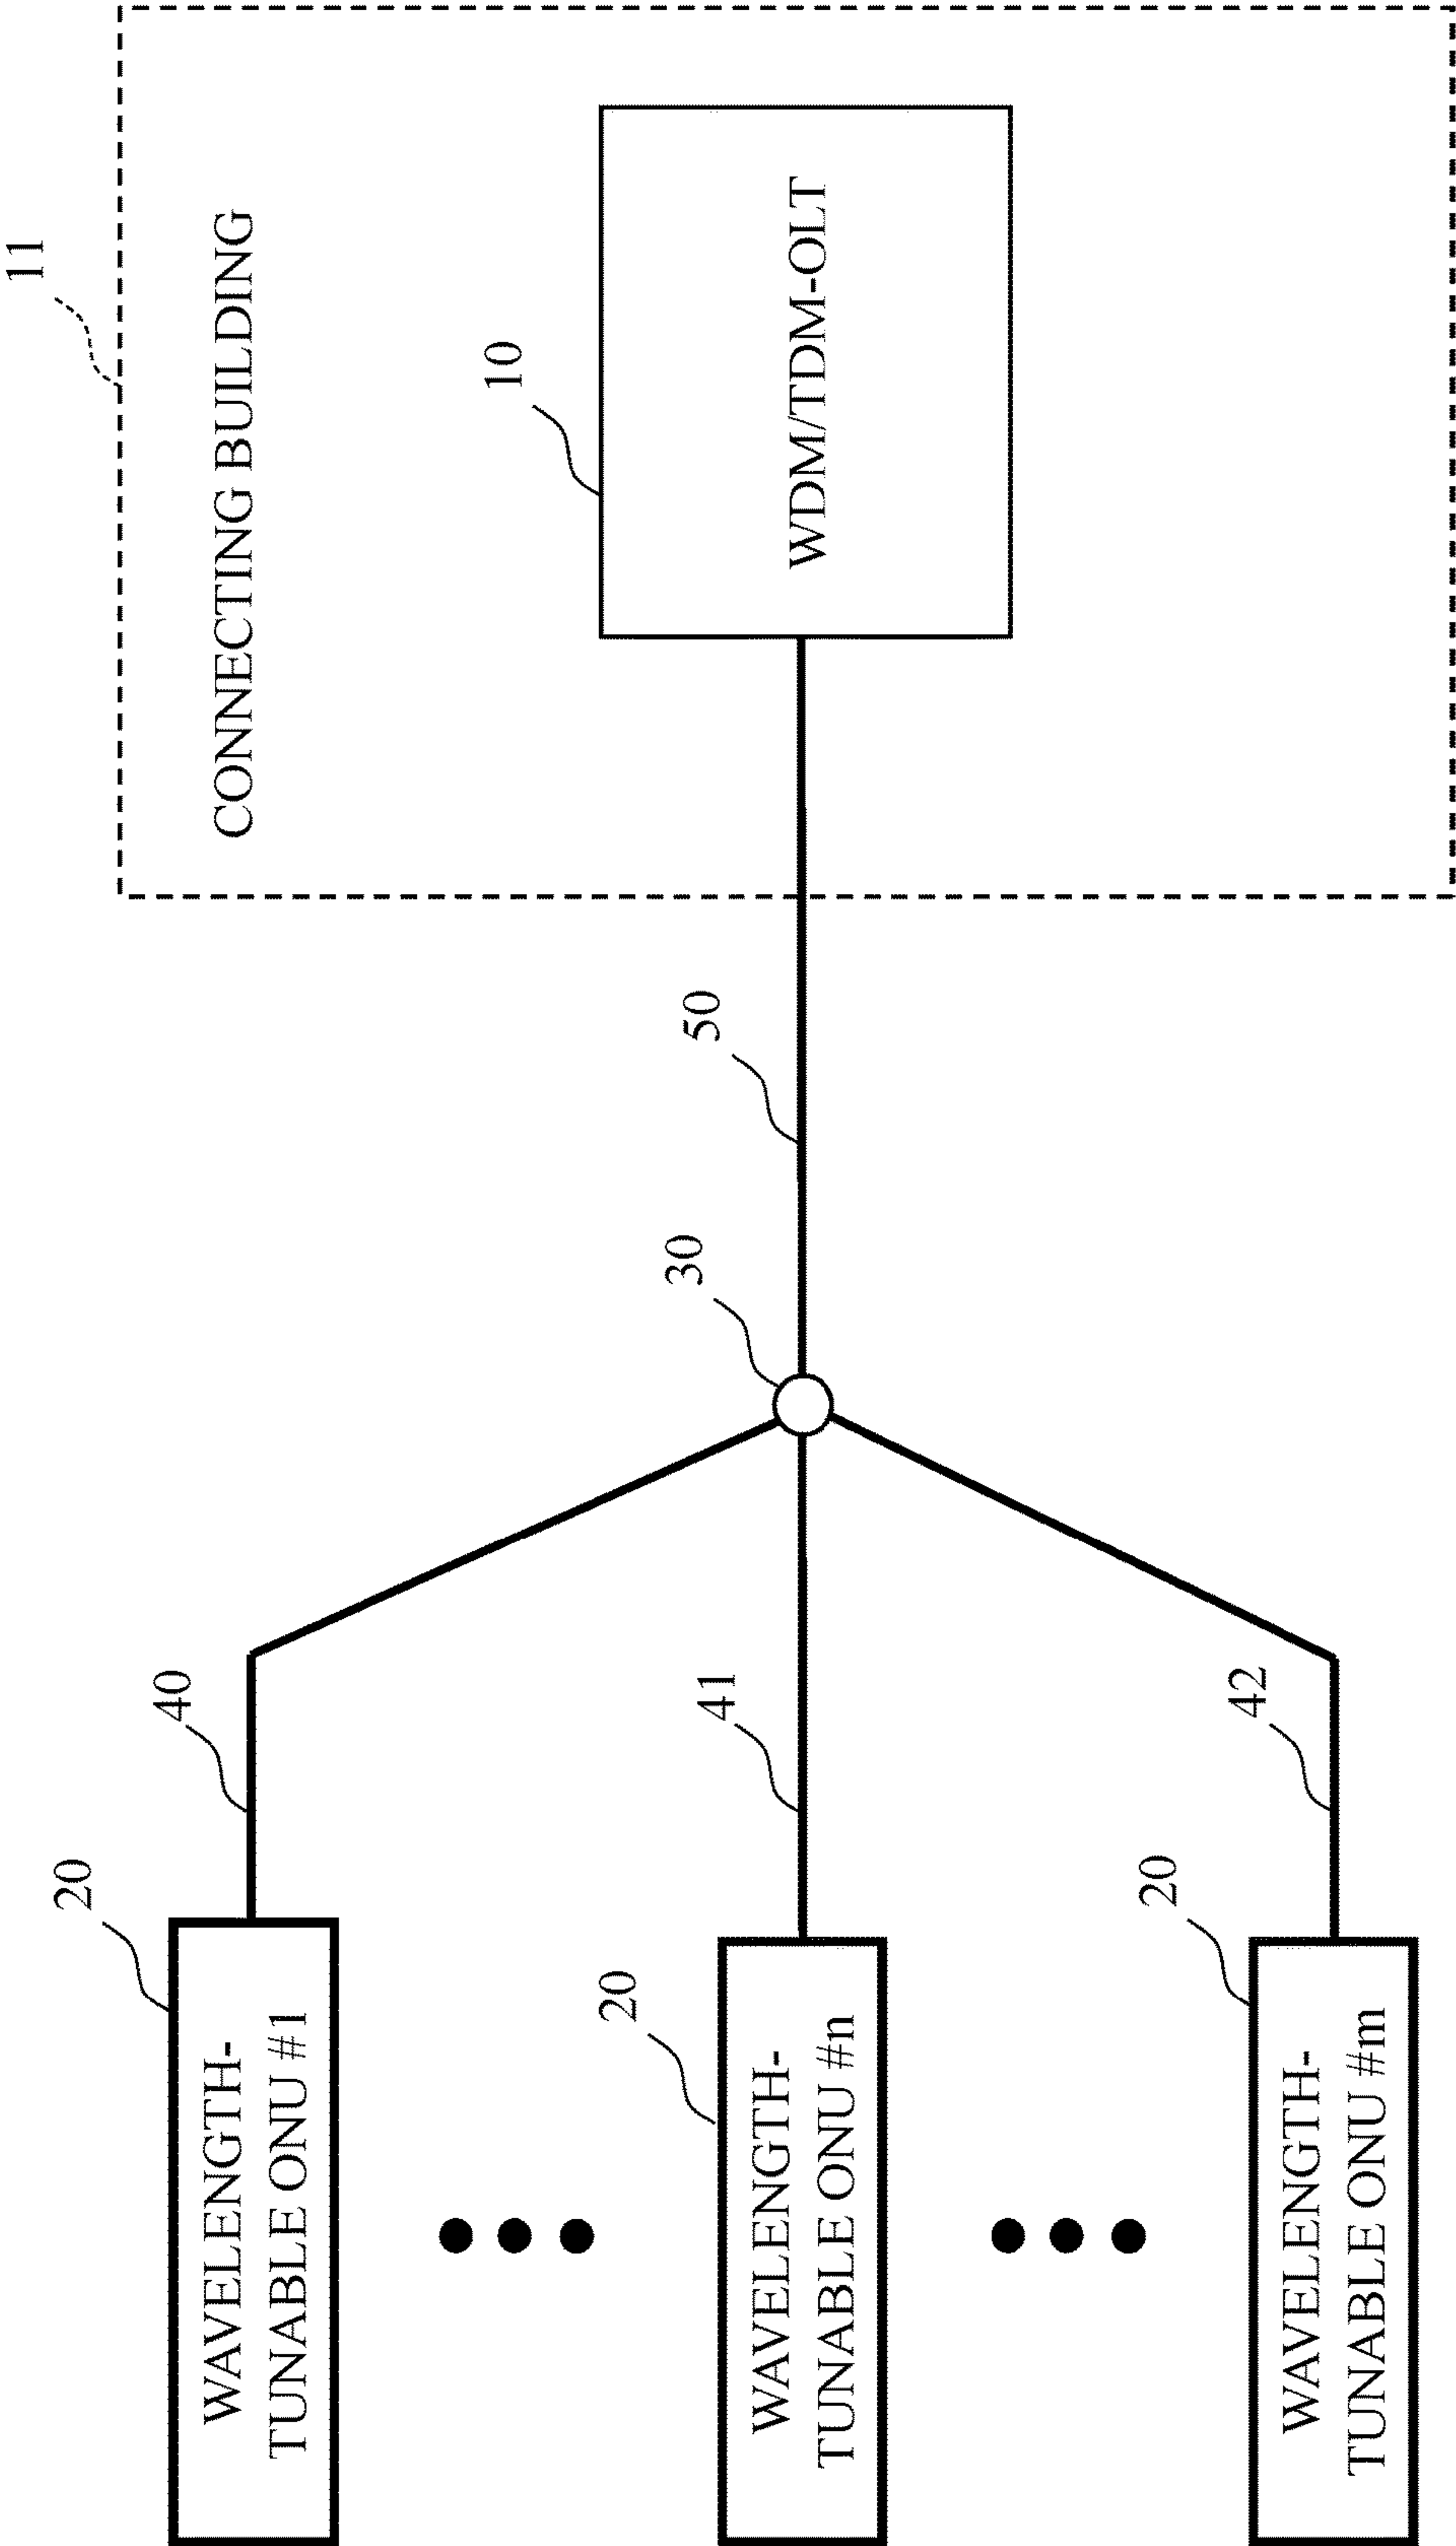 11
CONNECTING BUILDING
10
WDM/TDM-OLT
50
30
40
41
42
20
WAVELENGTH-
TUNABLE ONU #1
20
WAVELENGTH-
TUNABLE ONU #n
20
WAVELENGTH-
TUNABLE ONU #m